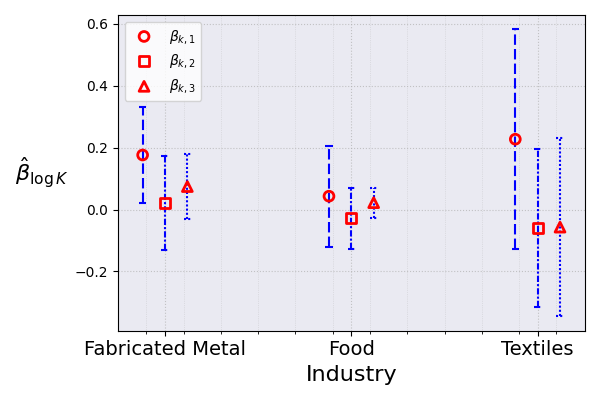 0.6
0.4
0.2
0.0
−0.2
β_{k,1}
β_{k,2}
β_{k,3}
β̂_{log K}
Fabricated Metal Food Textiles
Industry